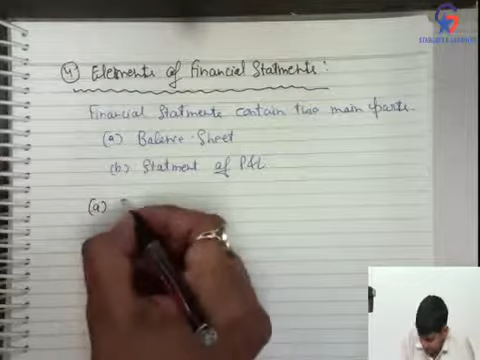 4) Elements of Financial Statments:
Financial Statments contain two main parts.
(a) Balance Sheet
(b) Statment of P&L
(a)